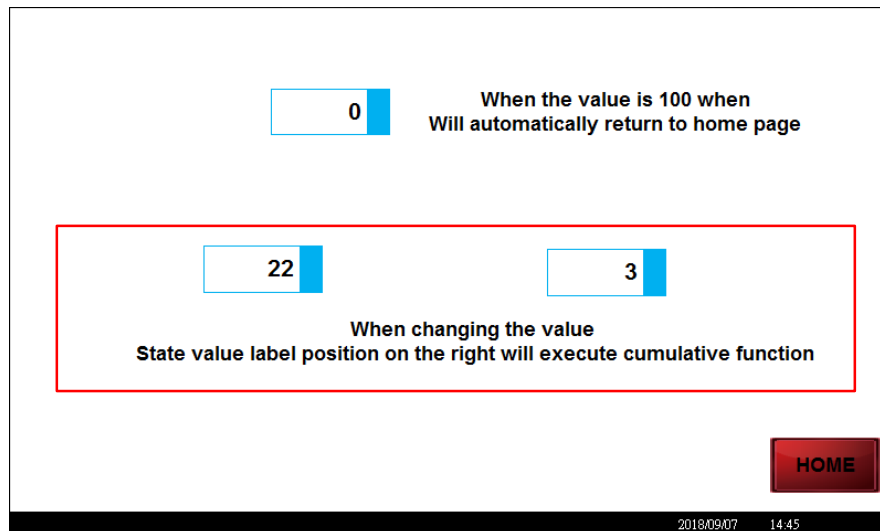 0
When the value is 100 when
Will automatically return to home page
22
3
When changing the value
State value label position on the right will execute cumulative function
HOME
2018/09/07 14:45